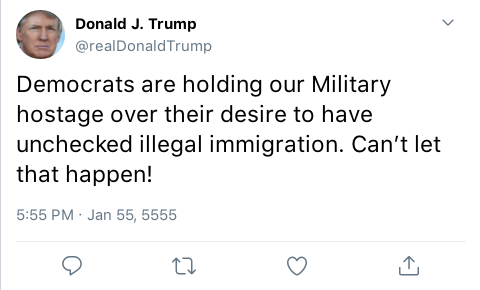 Donald J. Trump
@realDonaldTrump
Democrats are holding our Military
hostage over their desire to have
unchecked illegal immigration. Can’t let
that happen!
5:55 PM · Jan 55, 5555